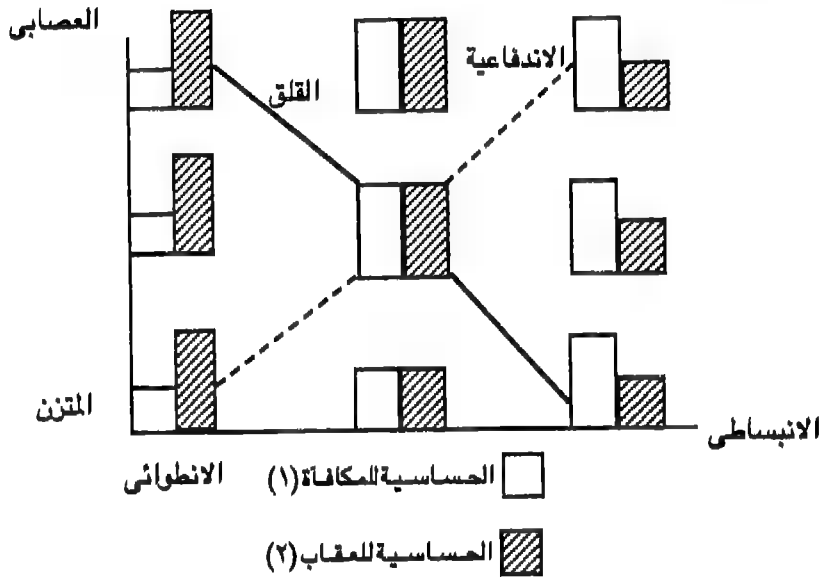 العصابى
الاندفاعية
القلق
المتزن
الانبساطى
الانطوائى
الحساسية للمكافأة (١)
الحساسية للعقاب (٢)